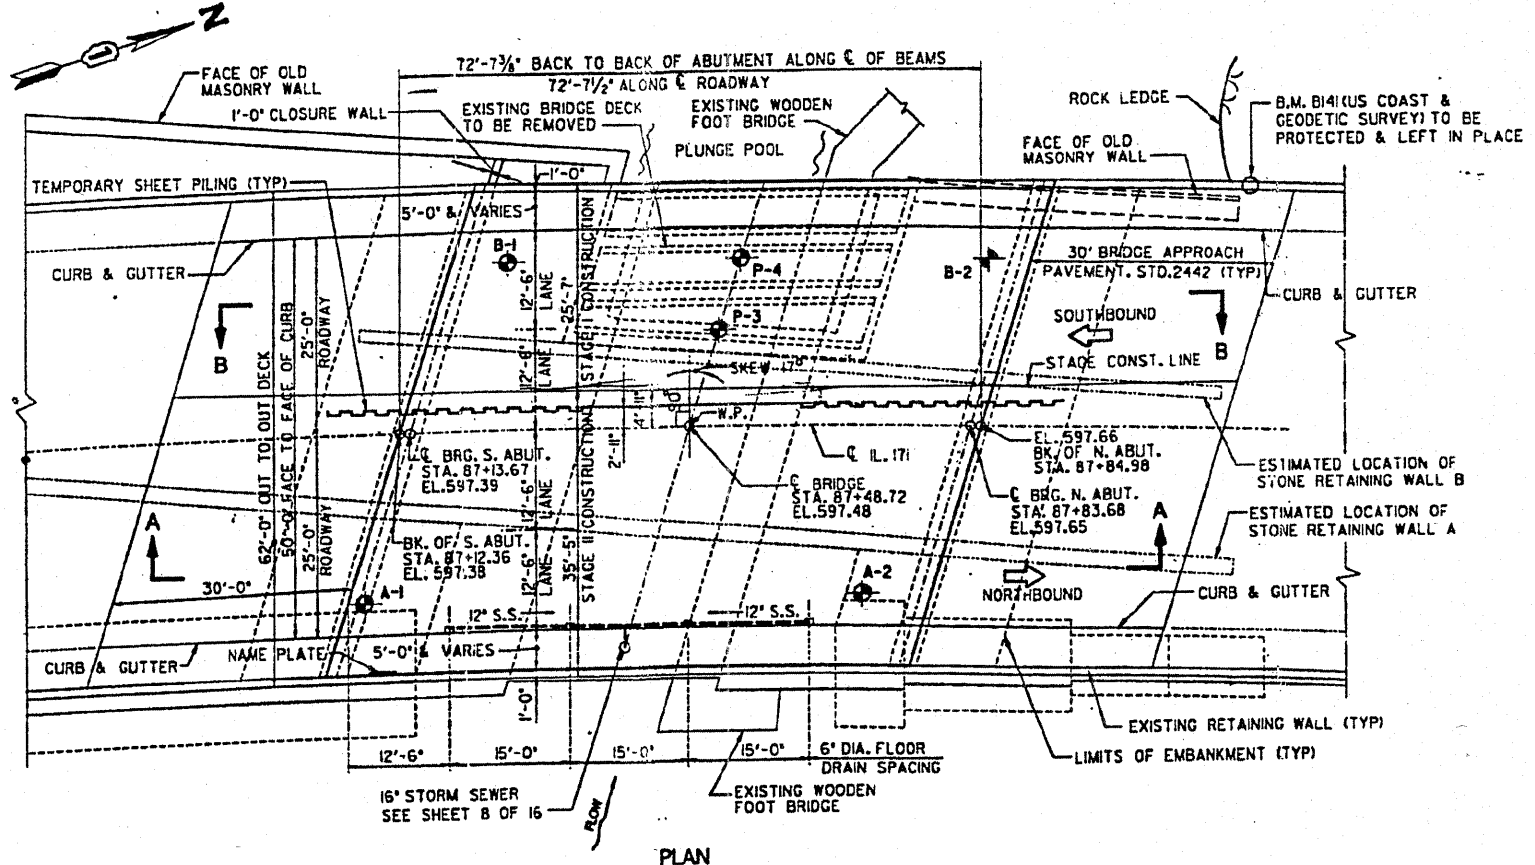 N
1
72'-7⅜" BACK TO BACK OF ABUTMENT ALONG ℄ OF BEAMS
72'-7½" ALONG ℄ ROADWAY
FACE OF OLD
MASONRY WALL
1'-0" CLOSURE WALL
EXISTING BRIDGE DECK
TO BE REMOVED
EXISTING WOODEN
FOOT BRIDGE
PLUNGE POOL
ROCK LEDGE
B.M. B141(US COAST &
GEODETIC SURVEY) TO BE
PROTECTED & LEFT IN PLACE
FACE OF OLD
MASONRY WALL
TEMPORARY SHEET PILING (TYP)
1'-0"
5'-0" & VARIES
B-1
P-4
B-2
30' BRIDGE APPROACH
PAVEMENT. STD.2442 (TYP)
CURB & GUTTER
CURB & GUTTER
B
B
P-3
SOUTHBOUND
STAGE CONST. LINE
SKEW 17°
62'-0" OUT TO OUT DECK
50'-0" FACE TO FACE OF CURB
25'-0"
ROADWAY
25'-0"
ROADWAY
12'-6"
LANE
12'-6"
LANE
12'-6"
LANE
12'-6"
LANE
25'-7"
35'-5"
STAGE I CONSTRUCTION
STAGE II CONSTRUCTION
4'-11"
2'-11"
W.P.
℄ BRG. S. ABUT.
STA. 87+13.67
EL.597.39
℄ IL. 171
EL. 597.66
BK. OF N. ABUT.
STA. 87+84.98
℄ BRIDGE
STA. 87+48.72
EL.597.48
℄ BRG. N. ABUT.
STA. 87+83.68
EL.597.65
ESTIMATED LOCATION OF
STONE RETAINING WALL B
ESTIMATED LOCATION OF
STONE RETAINING WALL A
A
A
BK. OF S. ABUT.
STA. 87+12.36
EL. 597.38
30'-0"
A-1
A-2
NORTHBOUND
CURB & GUTTER
12" S.S.
12" S.S.
CURB & GUTTER
NAME PLATE
5'-0" & VARIES
1'-0"
EXISTING RETAINING WALL (TYP)
LIMITS OF EMBANKMENT (TYP)
12'-6"
15'-0"
15'-0"
15'-0"
6" DIA. FLOOR
DRAIN SPACING
16" STORM SEWER
SEE SHEET 8 OF 16
FLOW
EXISTING WOODEN
FOOT BRIDGE
PLAN